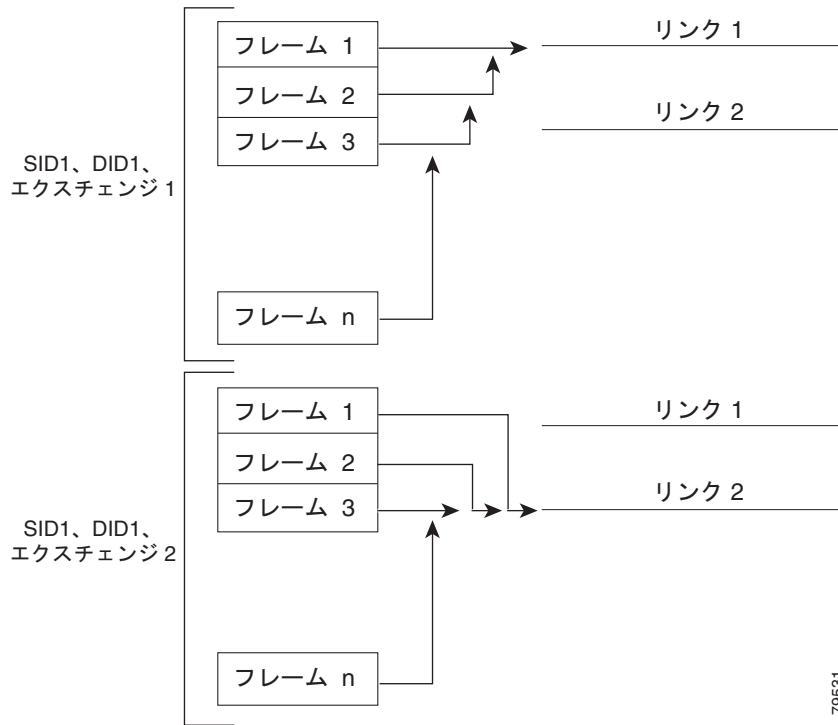 フレーム 1
フレーム 2
フレーム 3
SID1、DID1、
エクスチェンジ 1
フレーム n
リンク 1
リンク 2
フレーム 1
フレーム 2
フレーム 3
SID1、DID1、
エクスチェンジ 2
フレーム n
リンク 1
リンク 2
79531